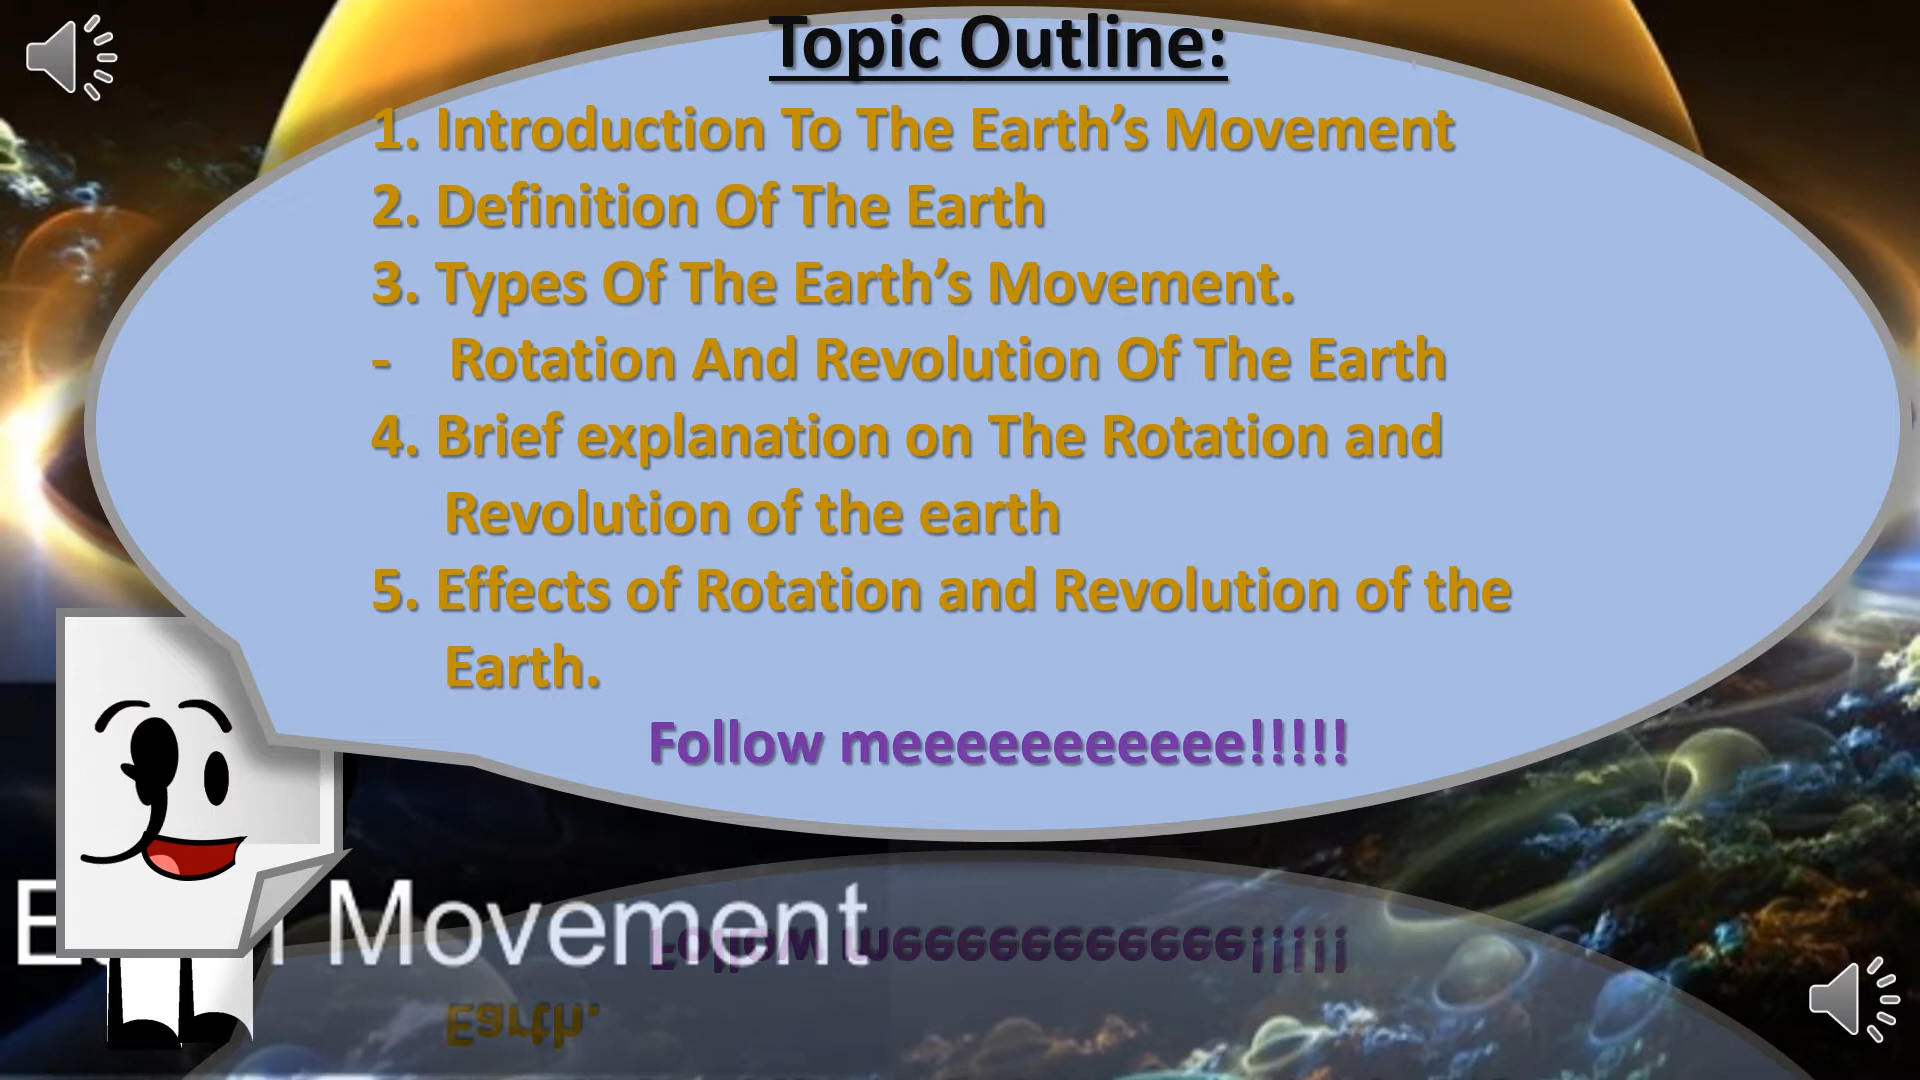 Topic Outline:
1. Introduction To The Earth’s Movement
2. Definition Of The Earth
3. Types Of The Earth’s Movement.
- Rotation And Revolution Of The Earth
4. Brief explanation on The Rotation and
Revolution of the earth
5. Effects of Rotation and Revolution of the
Earth.
Follow meeeeeeeeeee!!!!!
Movement